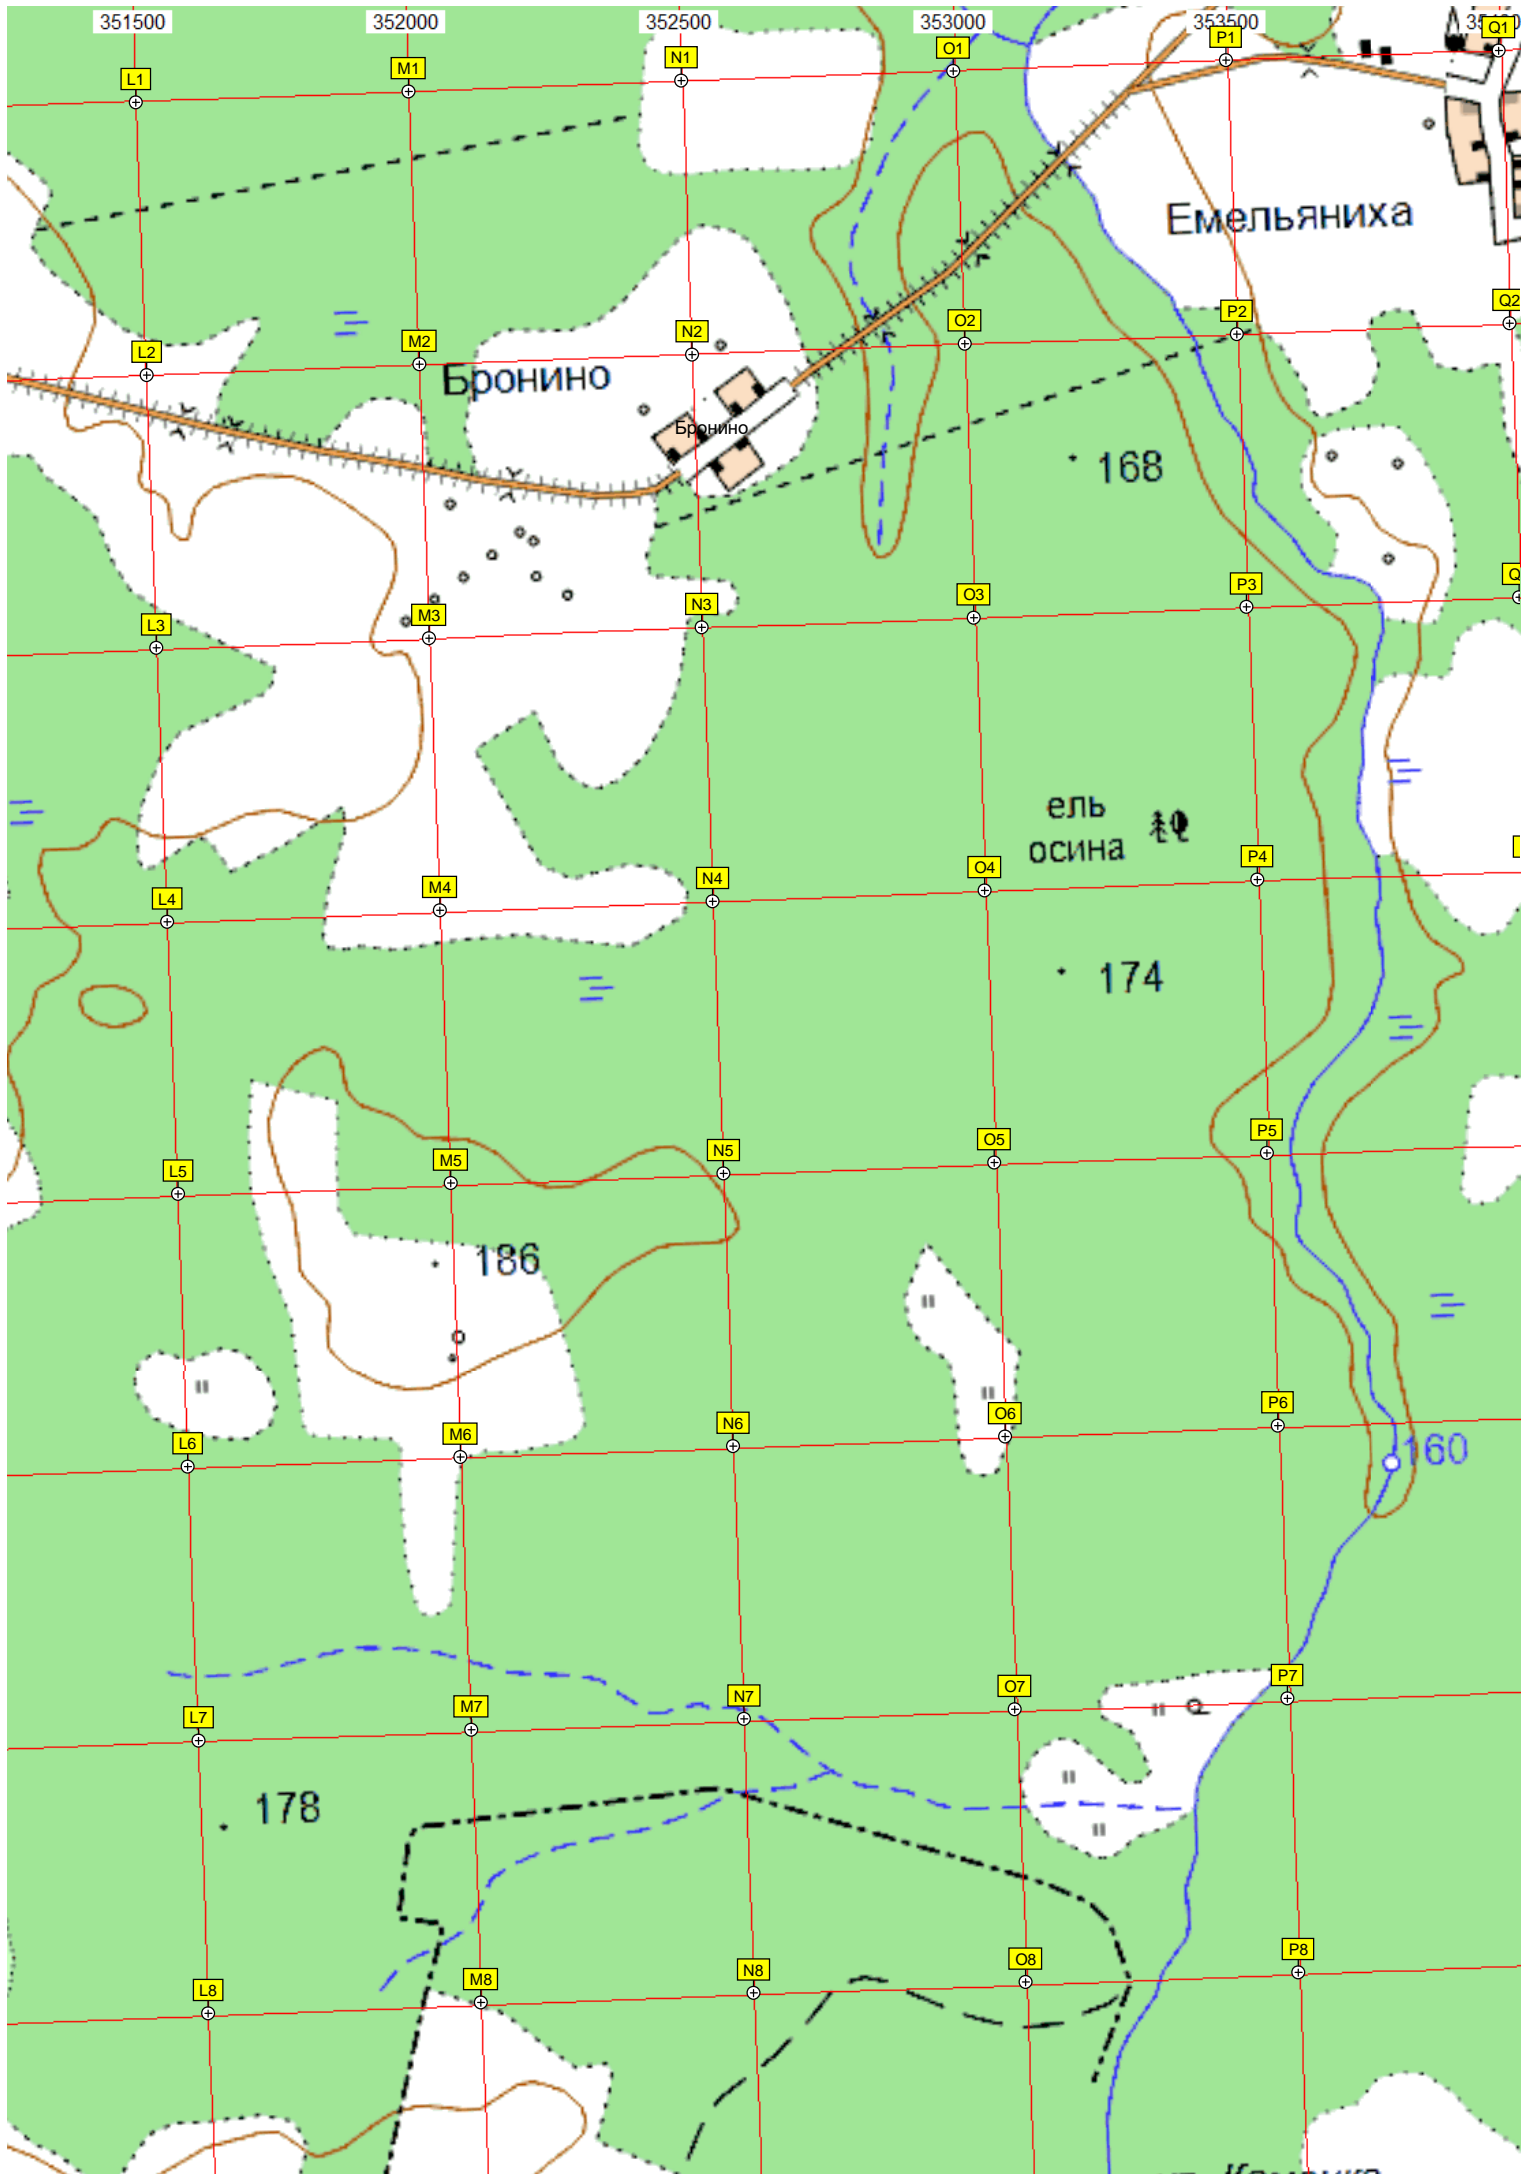 351500 352000 352500 353000 353500
L1 M1 N1 O1 P1 Q1
Емельяниха
L2 M2 N2 O2 P2 Q2
Бронино
Бронино
168
L3 M3 N3 O3 P3
ель
осина
L4 M4 N4 O4 P4
174
L5 M5 N5 O5 P5
186
L6 M6 N6 O6 P6
160
L7 M7 N7 O7 P7
178
L8 M8 N8 O8 P8